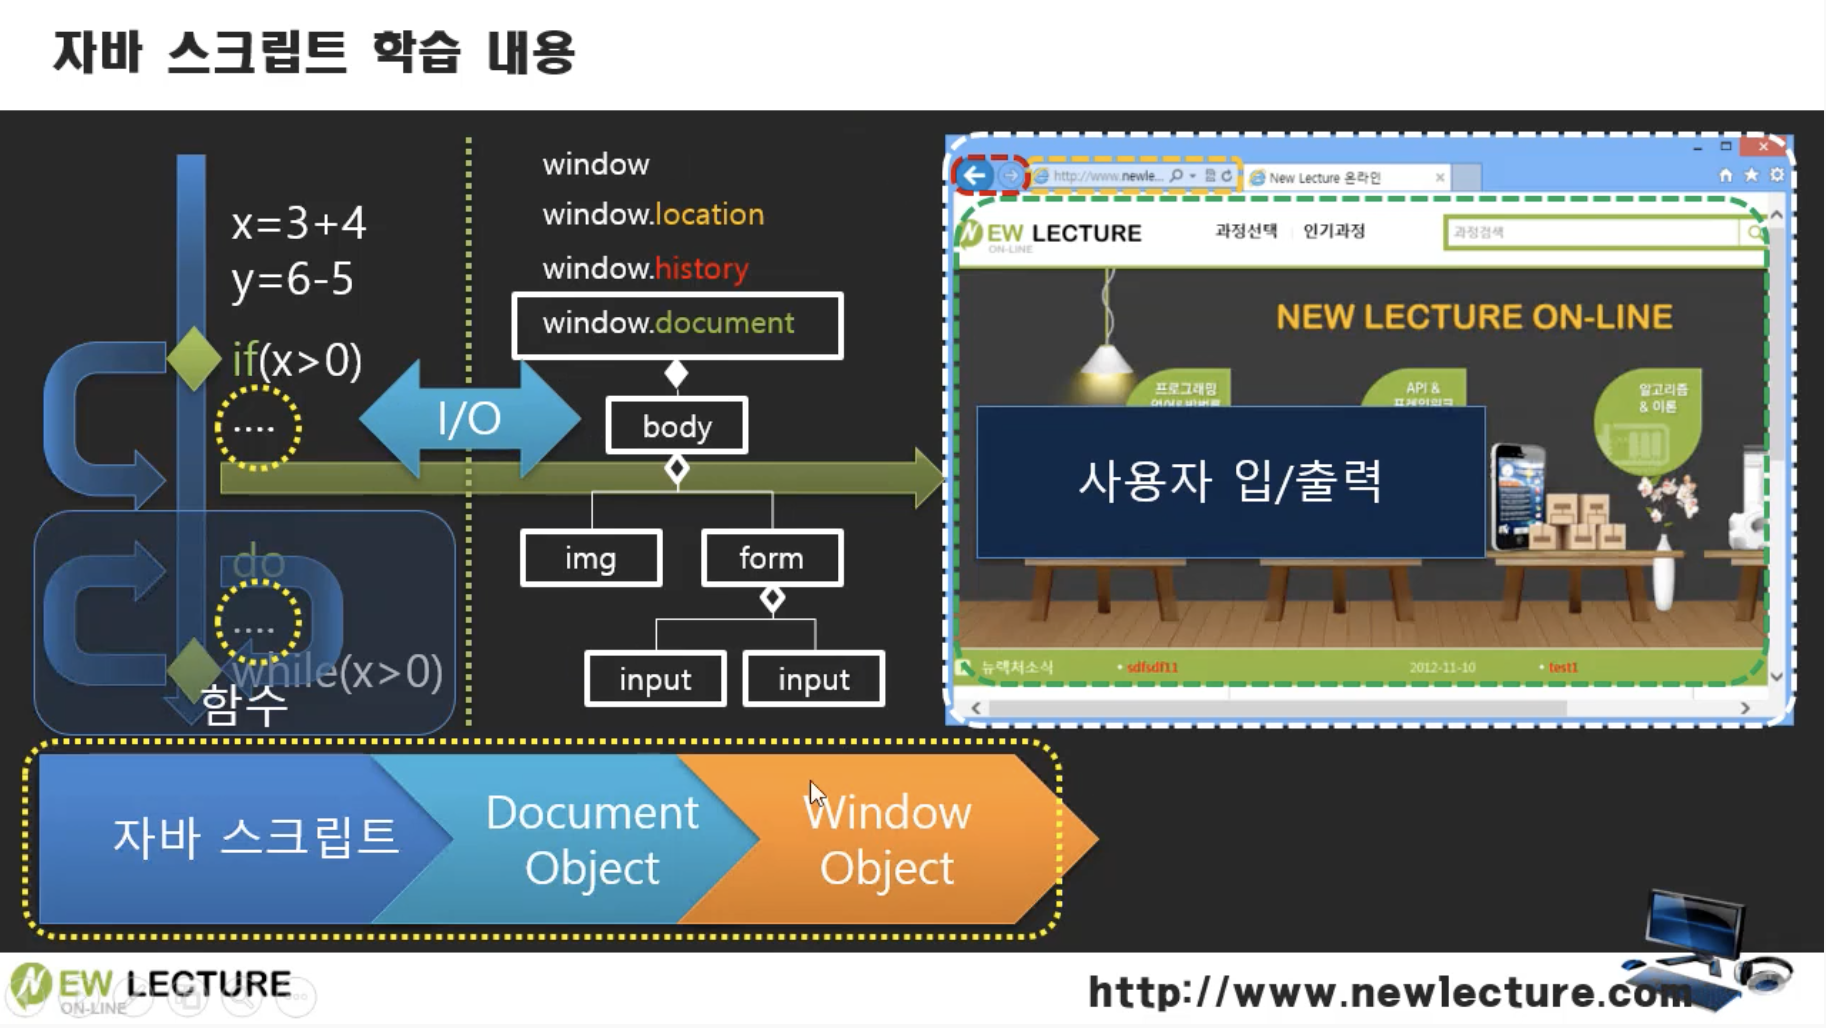 자바 스크립트 학습 내용
x=3+4
y=6-5
if(x>0)
....
do
....
while(x>0)
함수
I/O
window
window.location
window.history
window.document
body
img
form
input
input
http://www.newle...
New Lecture 온라인
NEW LECTURE
ON-LINE
과정선택
인기과정
과정검색
NEW LECTURE ON-LINE
프로그래밍
API &
알고리즘
& 이론
사용자 입/출력
뉴렉처소식
• sdfsdf11
2012-11-10
• test1
자바 스크립트
Document
Object
Window
Object
NEW LECTURE
ON-LINE
http://www.newlecture.com